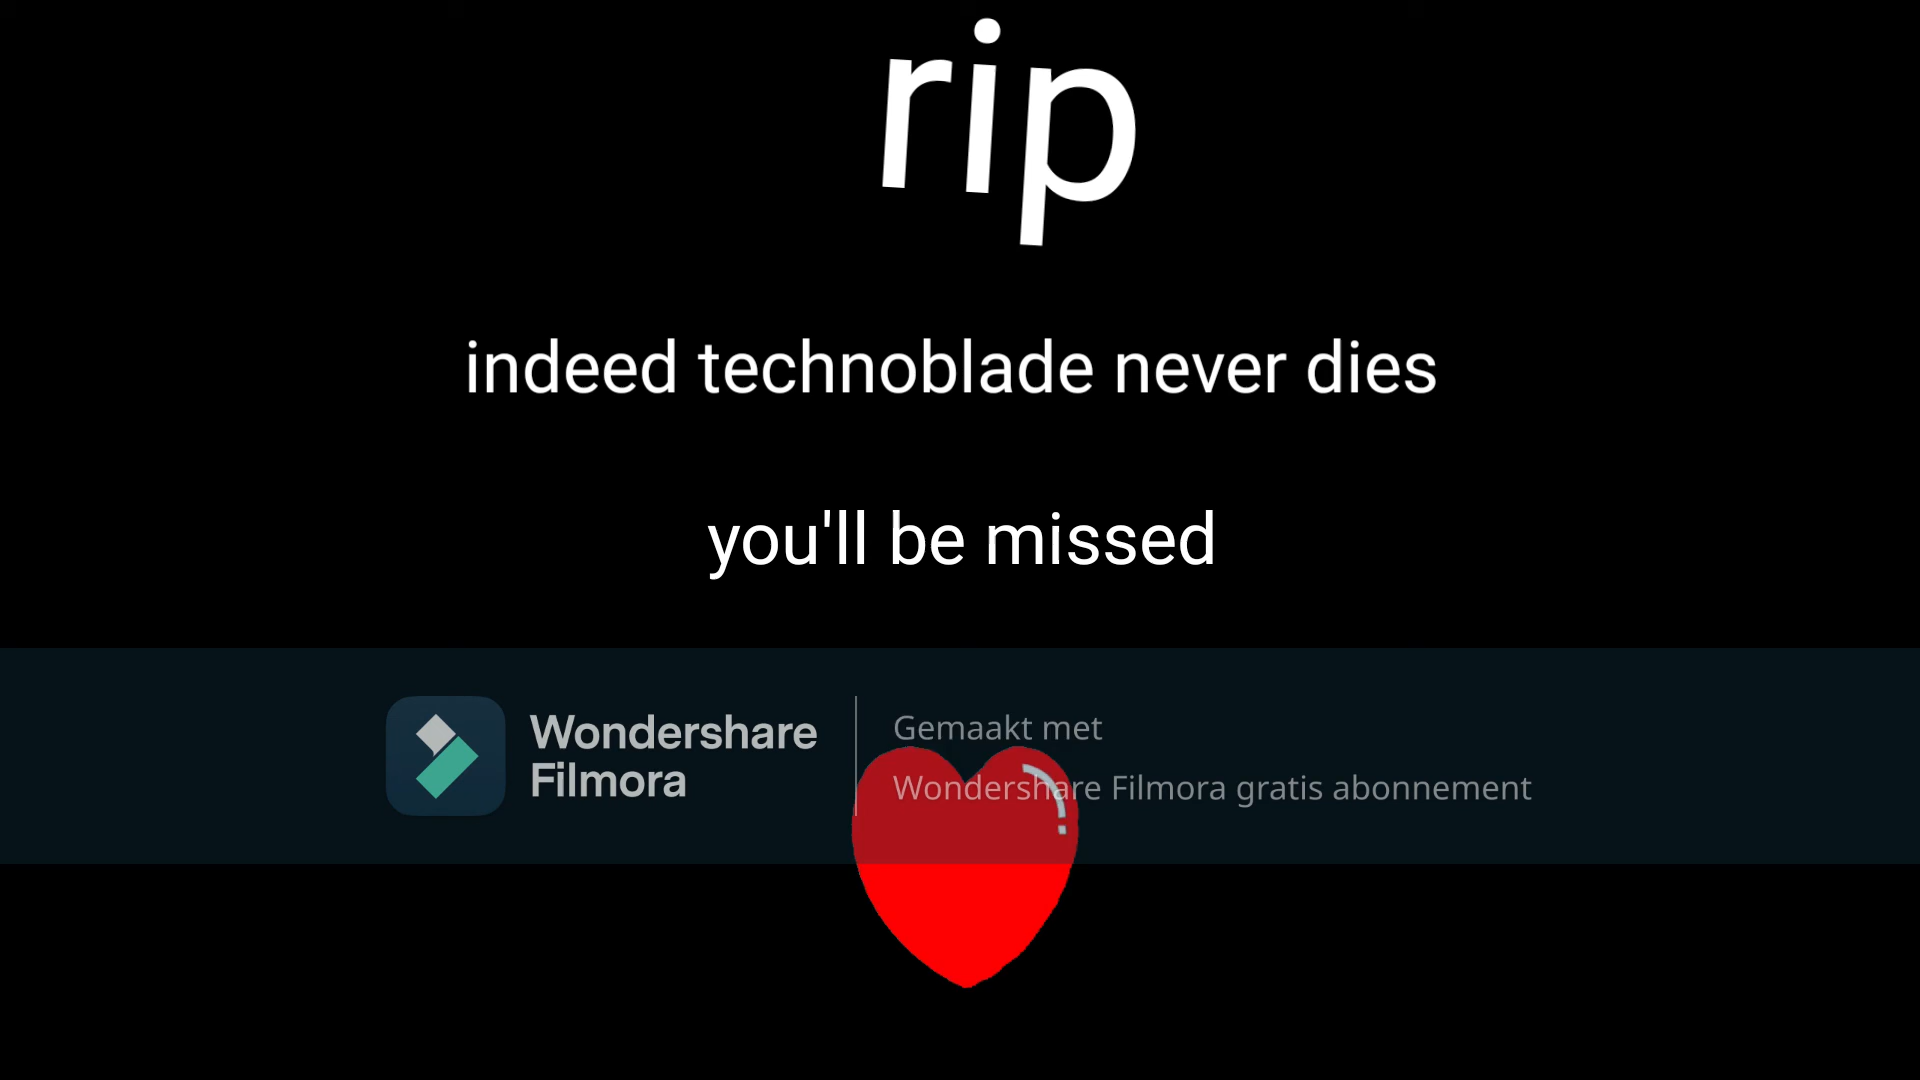 rip
indeed technoblade never dies
you'll be missed
Wondershare
Filmora
Gemaakt met
Wondershare Filmora gratis abonnement